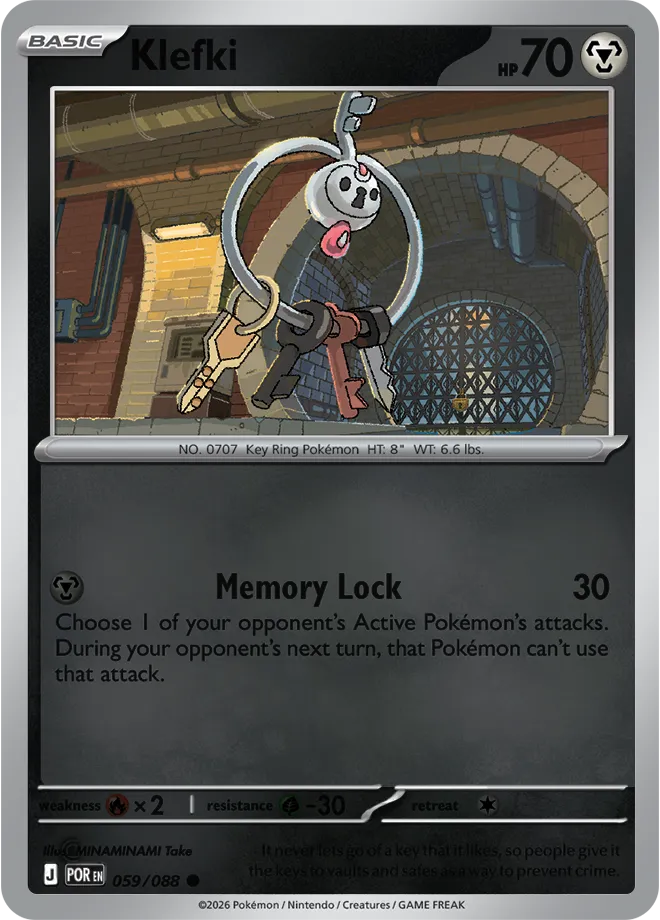 BASIC
Klefki
HP 70
NO. 0707 Key Ring Pokémon HT: 8" WT: 6.6 lbs.
Memory Lock 30
Choose 1 of your opponent's Active Pokémon's attacks.
During your opponent's next turn, that Pokémon can't use
that attack.
weakness ×2 resistance -30 retreat
Illus. MINAMINAMI Take
It never lets go of a key that it likes, so people give it
the keys to vaults and safes as a way to prevent crime.
J POR EN 059/088
©2026 Pokémon / Nintendo / Creatures / GAME FREAK